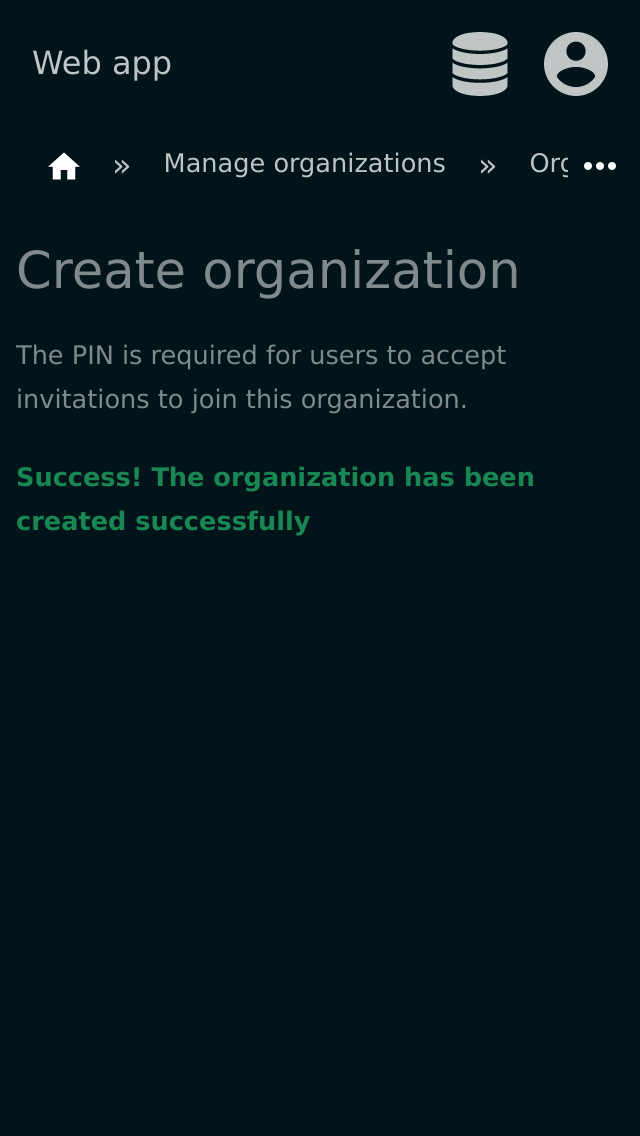 Web app
» Manage organizations » Org
Create organization
The PIN is required for users to accept
invitations to join this organization.
Success! The organization has been
created successfully